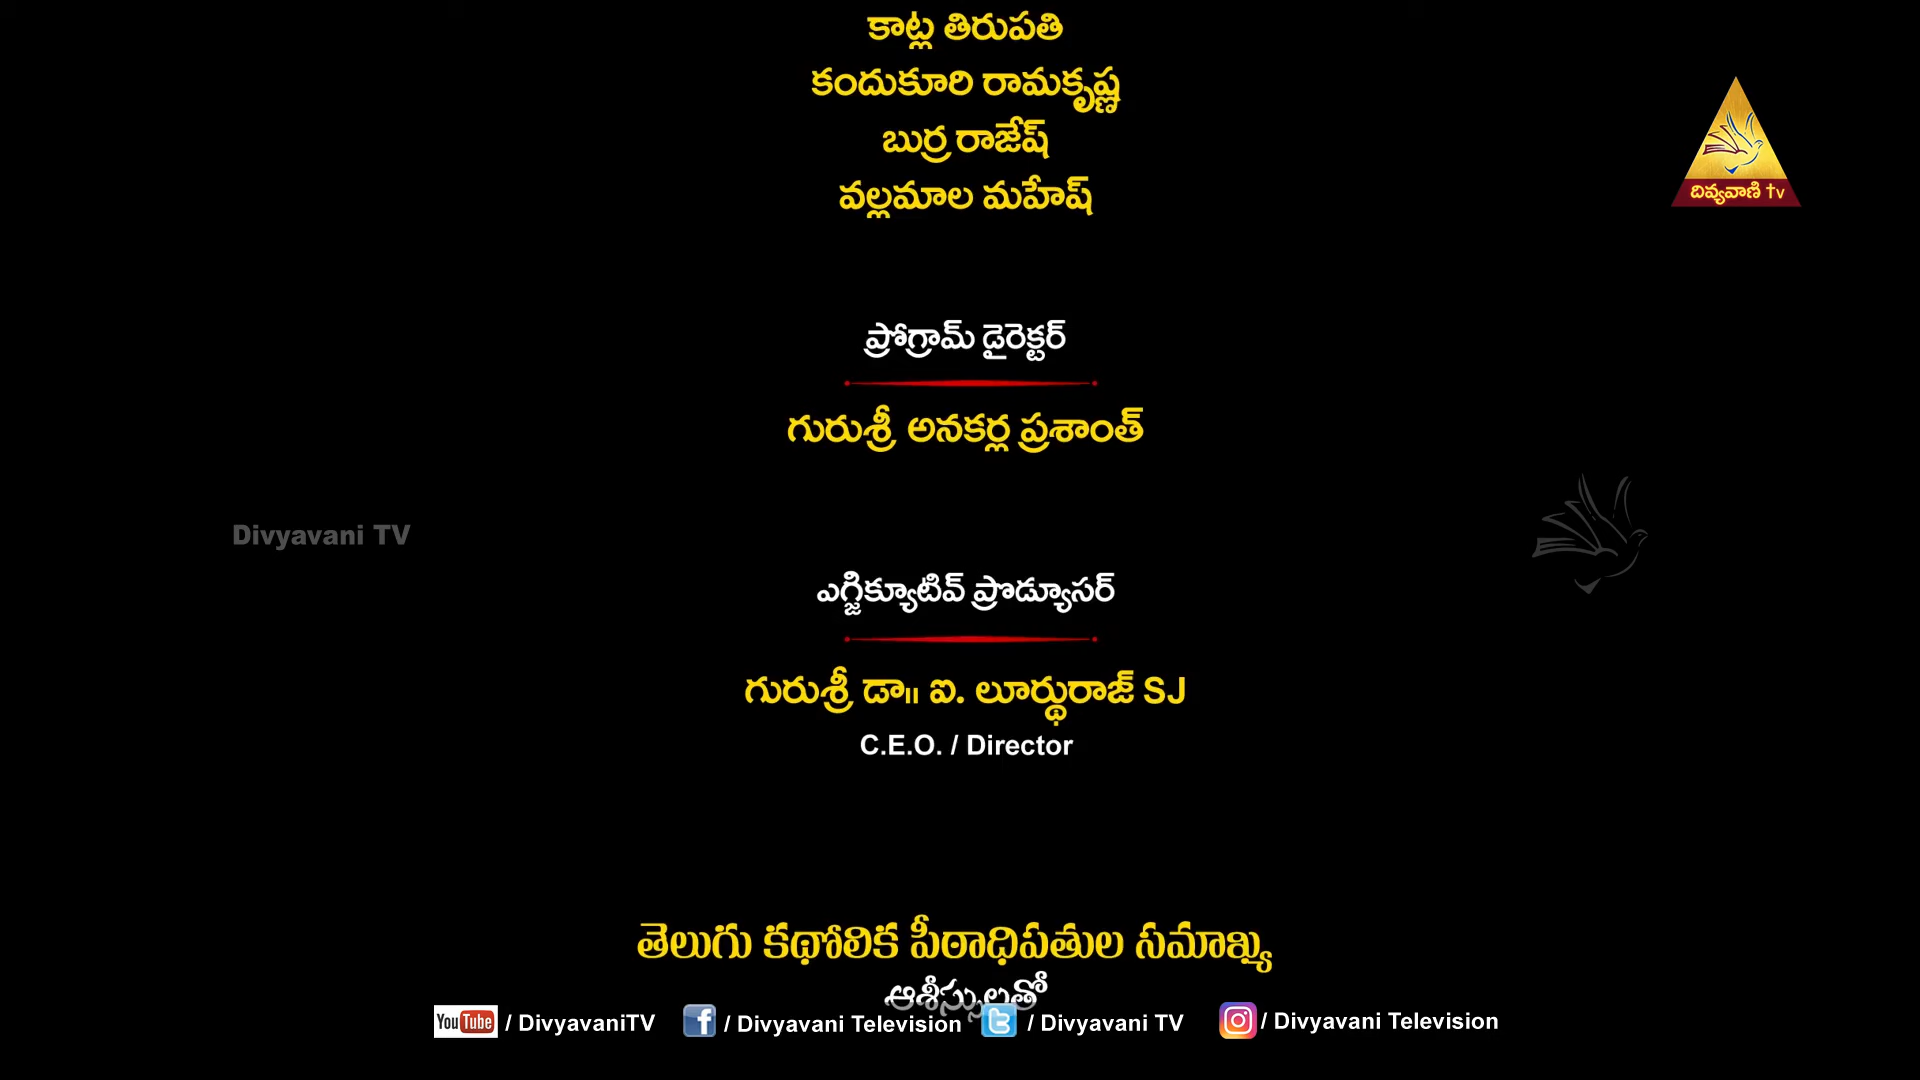 కాట్ల తిరుపతి
కందుకూరి రామకృష్ణ
బుర్ర రాజేష్
వల్లమాల మహేష్
దివ్యవాణి tv
ప్రోగ్రామ్ డైరెక్టర్
గురుశ్రీ అనకర్ల ప్రశాంత్
Divyavani TV
ఎగ్జిక్యూటివ్ ప్రొడ్యూసర్
గురుశ్రీ డా॥ ఐ. లూర్థురాజ్ SJ
C.E.O. / Director
తెలుగు కథోలిక పీఠాధిపతుల సమాఖ్య
ఆశీస్సులతో
YouTube / DivyavaniTV / Divyavani Television / Divyavani TV / Divyavani Television